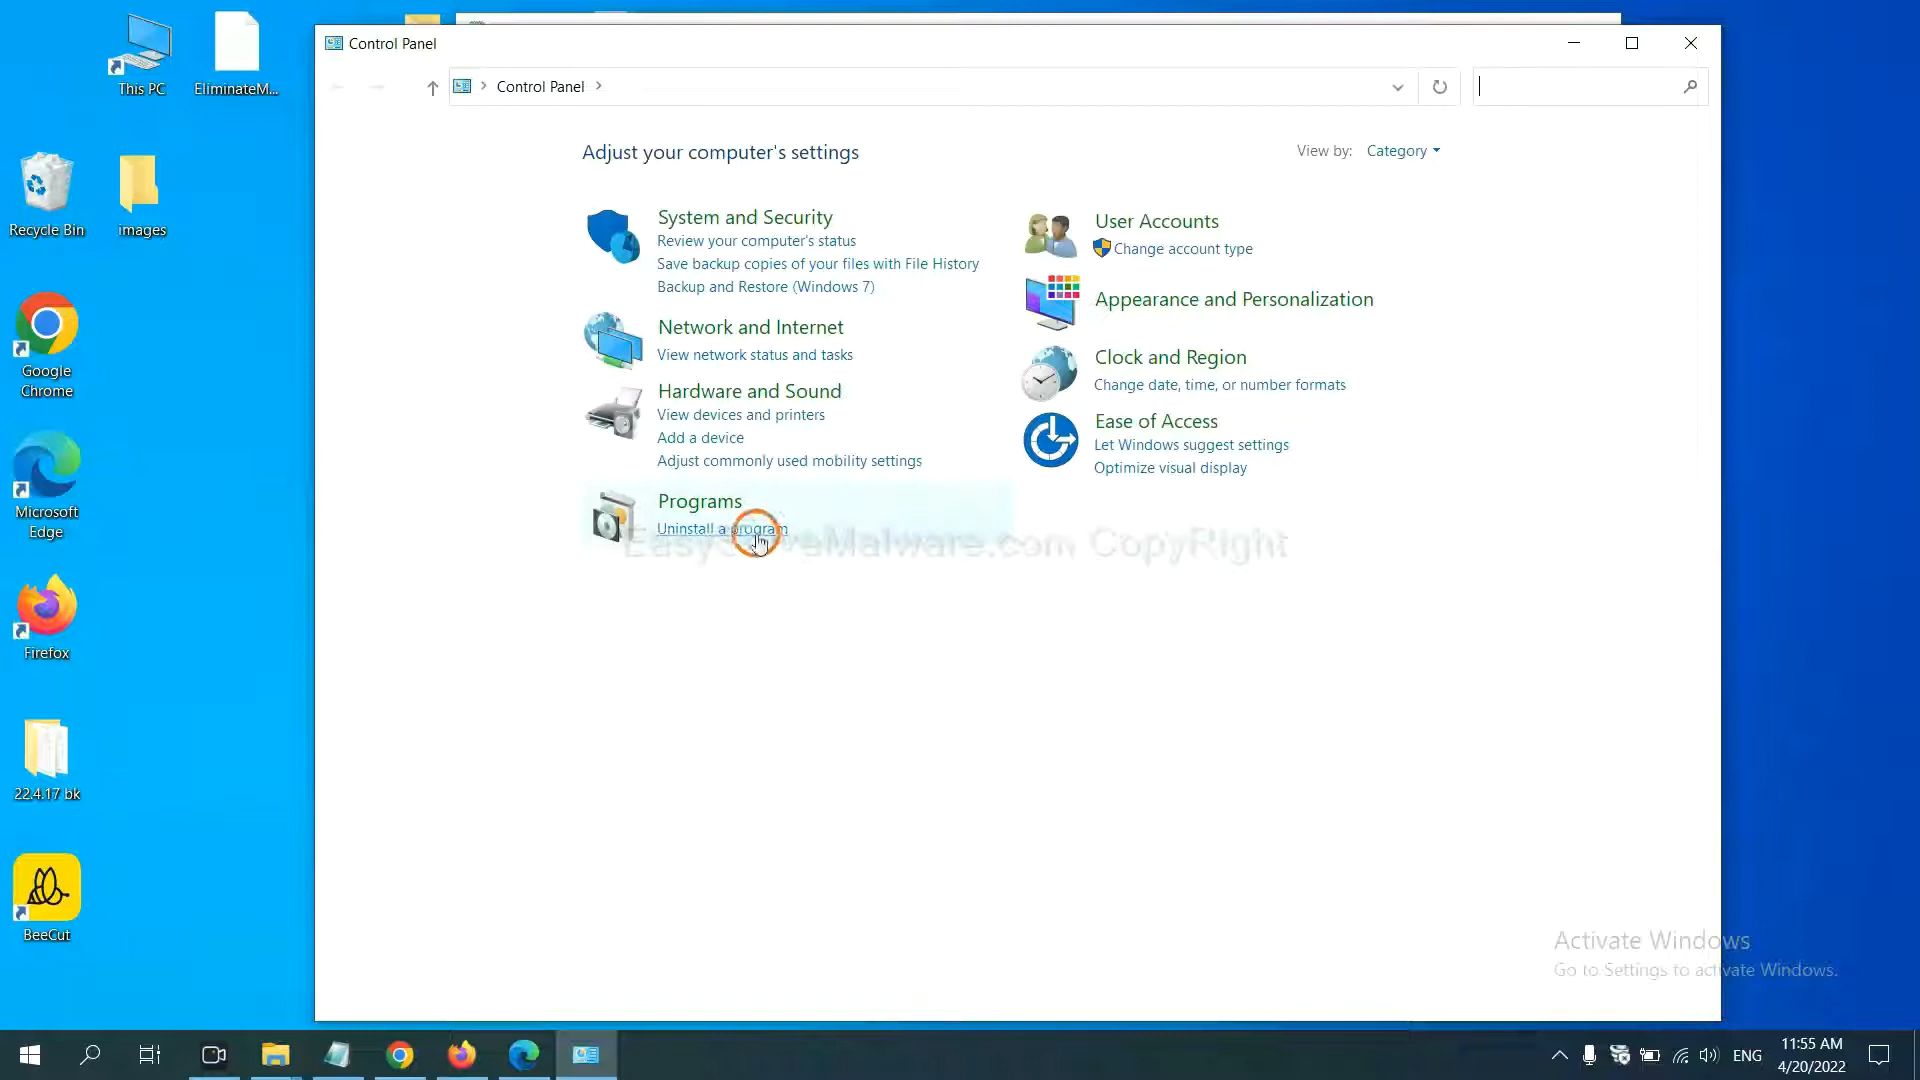 Control Panel
This PC
EliminateM...
Control Panel
Adjust your computer's settings
View by: Category
Recycle Bin
images
System and Security
Review your computer's status
Save backup copies of your files with File History
Backup and Restore (Windows 7)
User Accounts
Change account type
Appearance and Personalization
Network and Internet
View network status and tasks
Clock and Region
Change date, time, or number formats
Google
Chrome
Hardware and Sound
View devices and printers
Add a device
Adjust commonly used mobility settings
Ease of Access
Let Windows suggest settings
Optimize visual display
Microsoft
Edge
Programs
Uninstall a program
CopyRight
Firefox
22.4.17 bk
BeeCut
Activate Windows
Go to Settings to activate Windows.
ENG
11:55 AM
4/20/2022